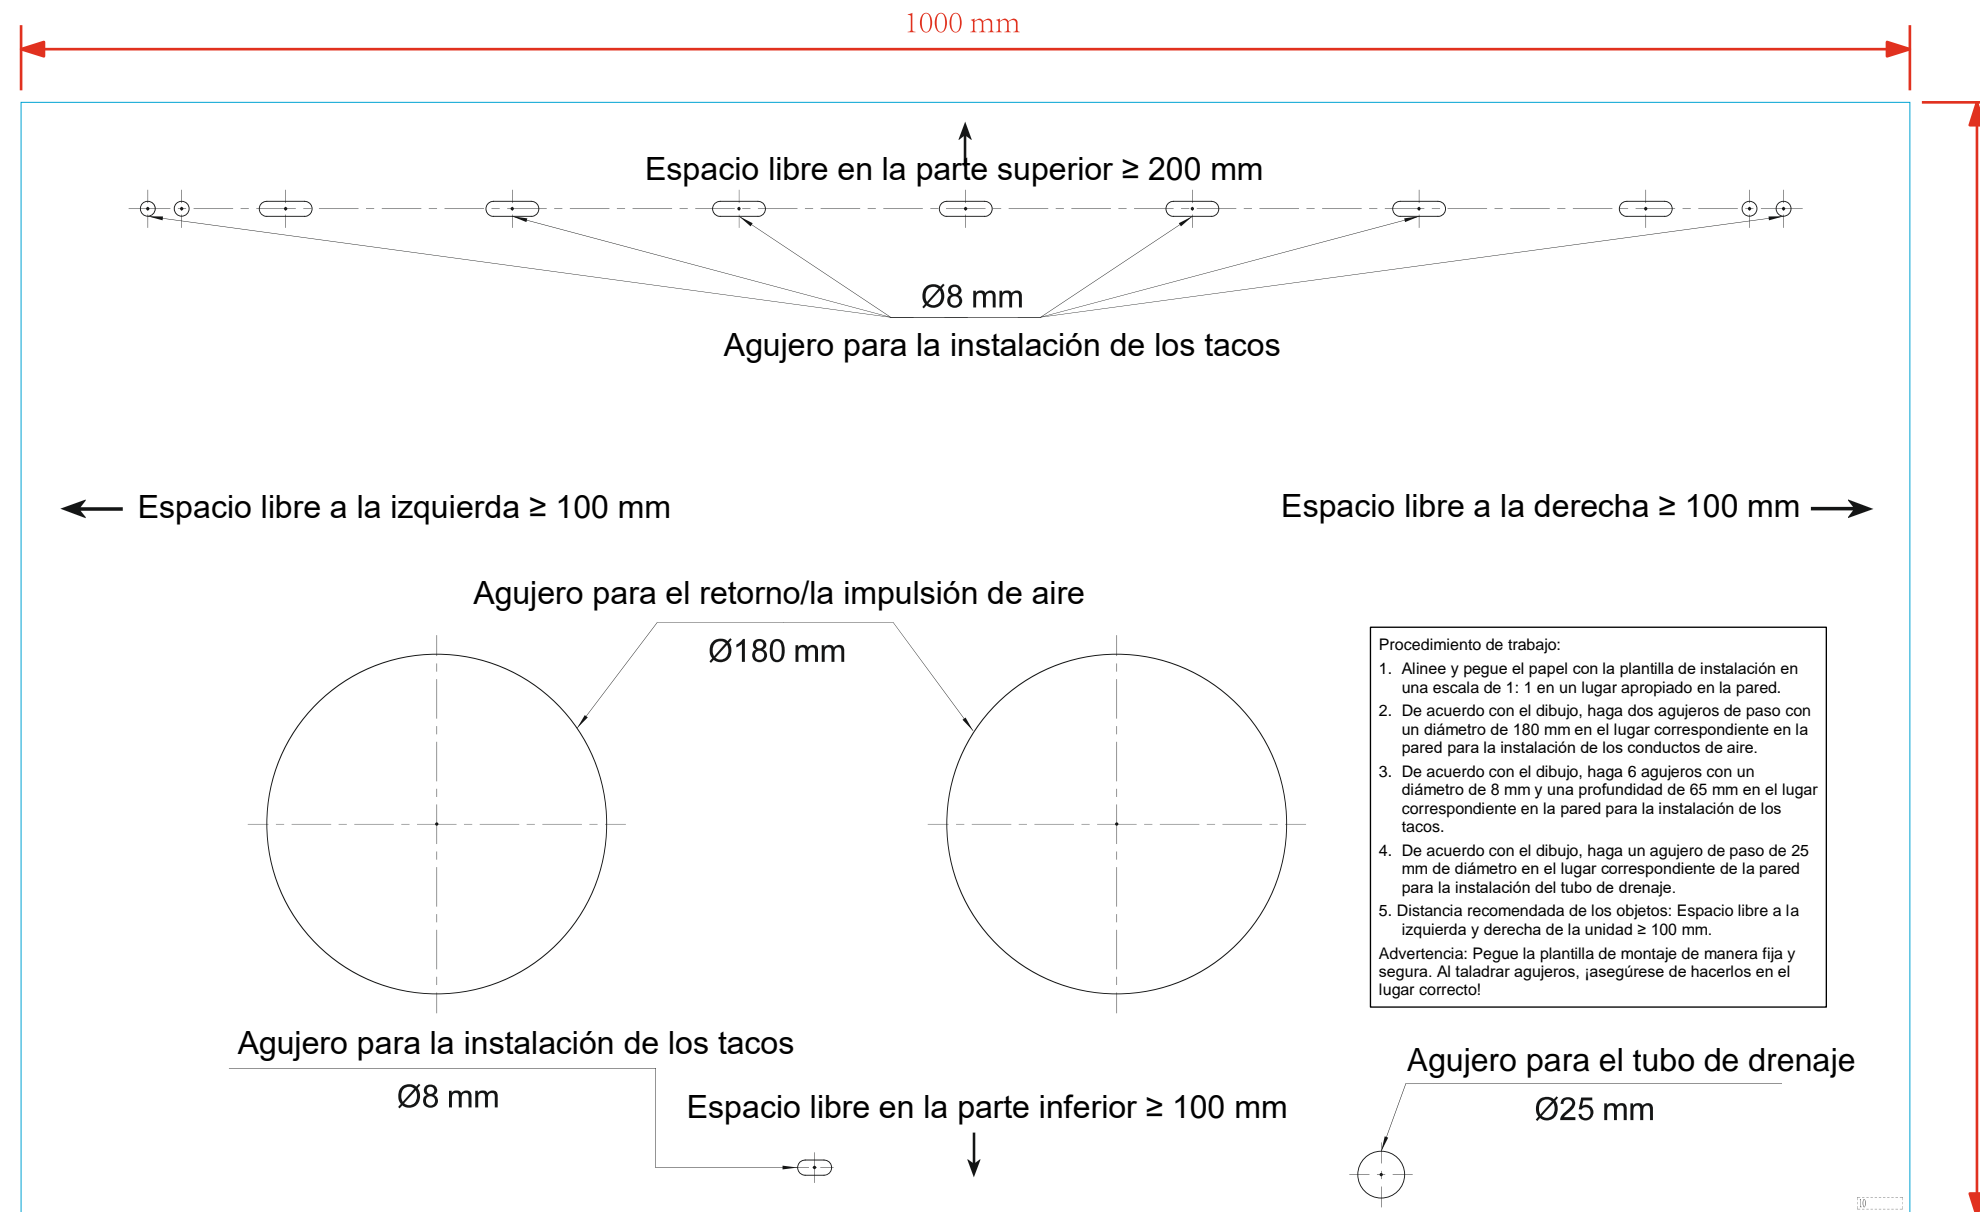 1000 mm
Espacio libre en la parte superior ≥ 200 mm
Ø8 mm
Agujero para la instalación de los tacos
Espacio libre a la izquierda ≥ 100 mm
Espacio libre a la derecha ≥ 100 mm
Agujero para el retorno/la impulsión de aire
Ø180 mm
Procedimiento de trabajo:
1. Alinee y pegue el papel con la plantilla de instalación en
una escala de 1: 1 en un lugar apropiado en la pared.
2. De acuerdo con el dibujo, haga dos agujeros de paso con
un diámetro de 180 mm en el lugar correspondiente en la
pared para la instalación de los conductos de aire.
3. De acuerdo con el dibujo, haga 6 agujeros con un
diámetro de 8 mm y una profundidad de 65 mm en el lugar
correspondiente en la pared para la instalación de los
tacos.
4. De acuerdo con el dibujo, haga un agujero de paso de 25
mm de diámetro en el lugar correspondiente de la pared
para la instalación del tubo de drenaje.
5. Distancia recomendada de los objetos: Espacio libre a la
izquierda y derecha de la unidad ≥ 100 mm.
Advertencia: Pegue la plantilla de montaje de manera fija y
segura. Al taladrar agujeros, ¡asegúrese de hacerlos en el
lugar correcto!
Agujero para la instalación de los tacos
Ø8 mm
Espacio libre en la parte inferior ≥ 100 mm
Agujero para el tubo de drenaje
Ø25 mm